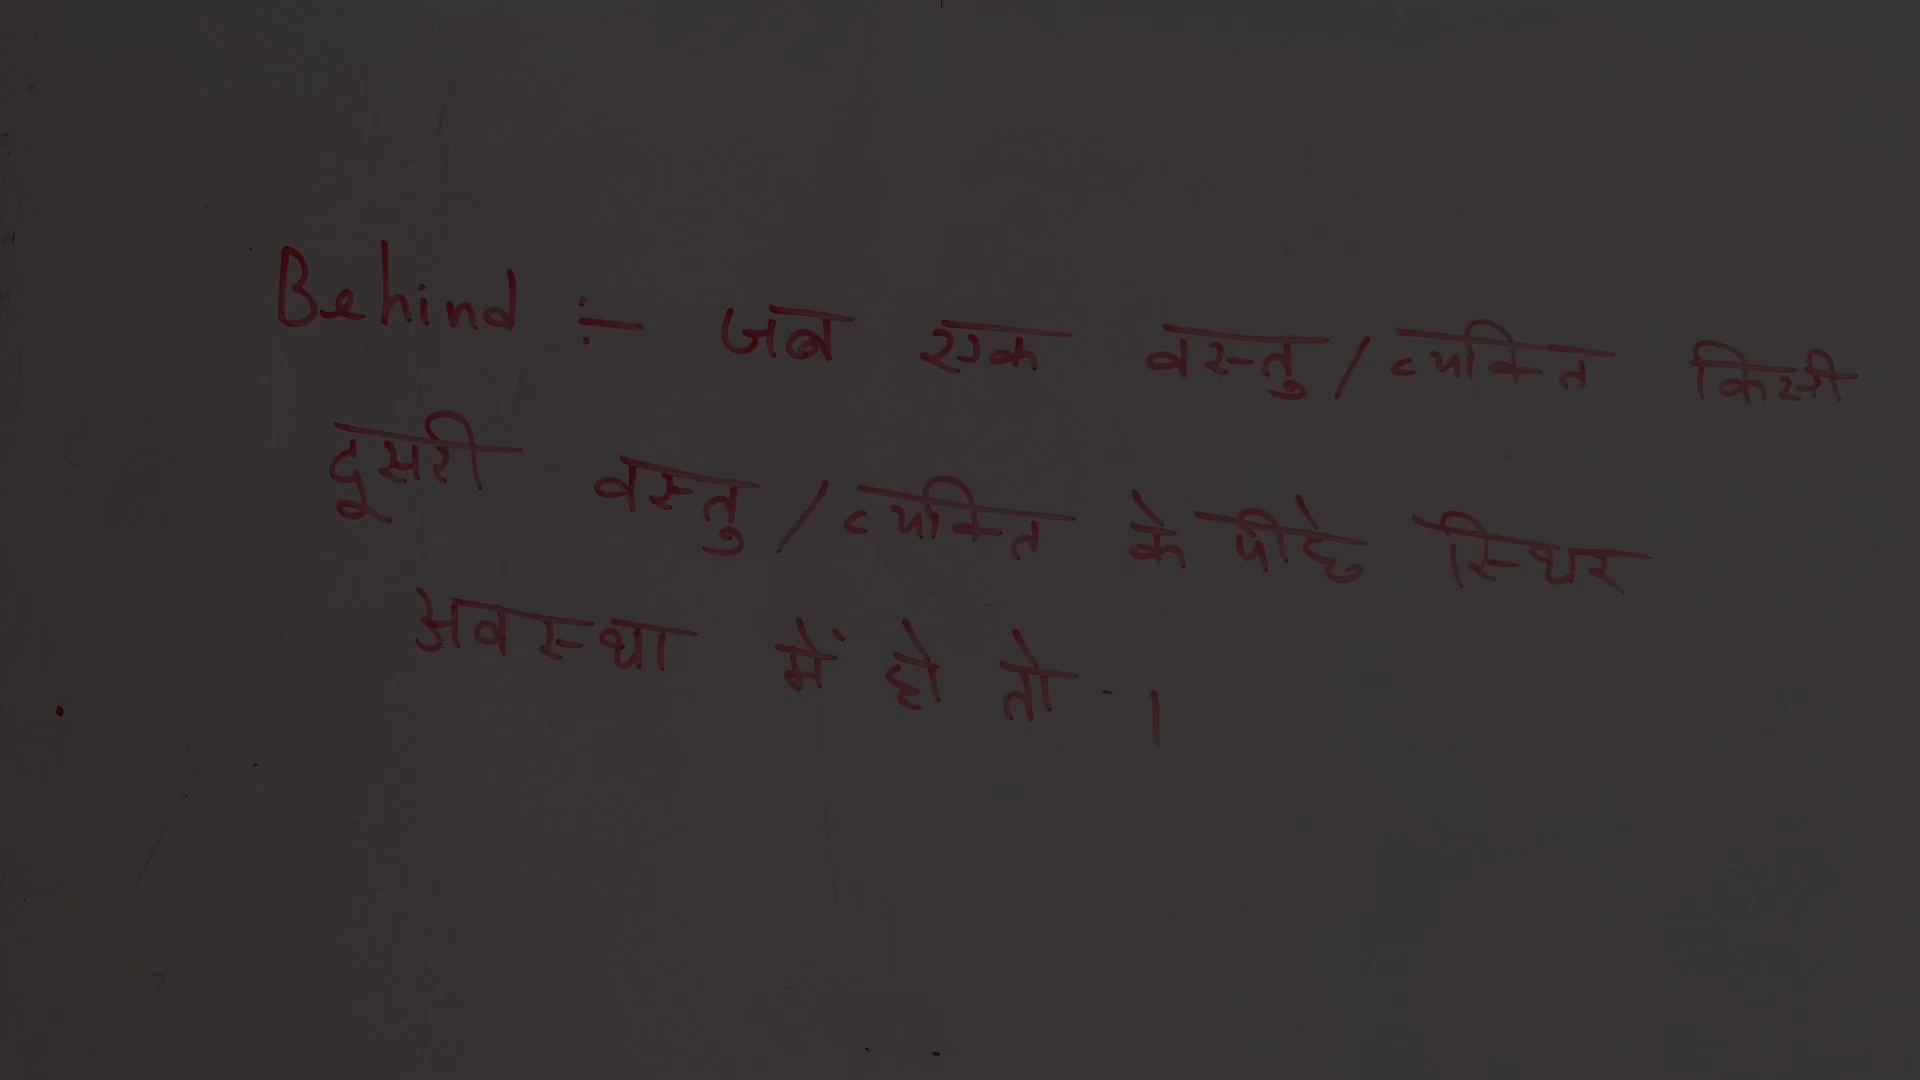 Behind :- जब एक वस्तु/व्यक्ति किसी
दूसरी वस्तु/व्यक्ति के पीछे स्थिर
अवस्था में हो तो - ।